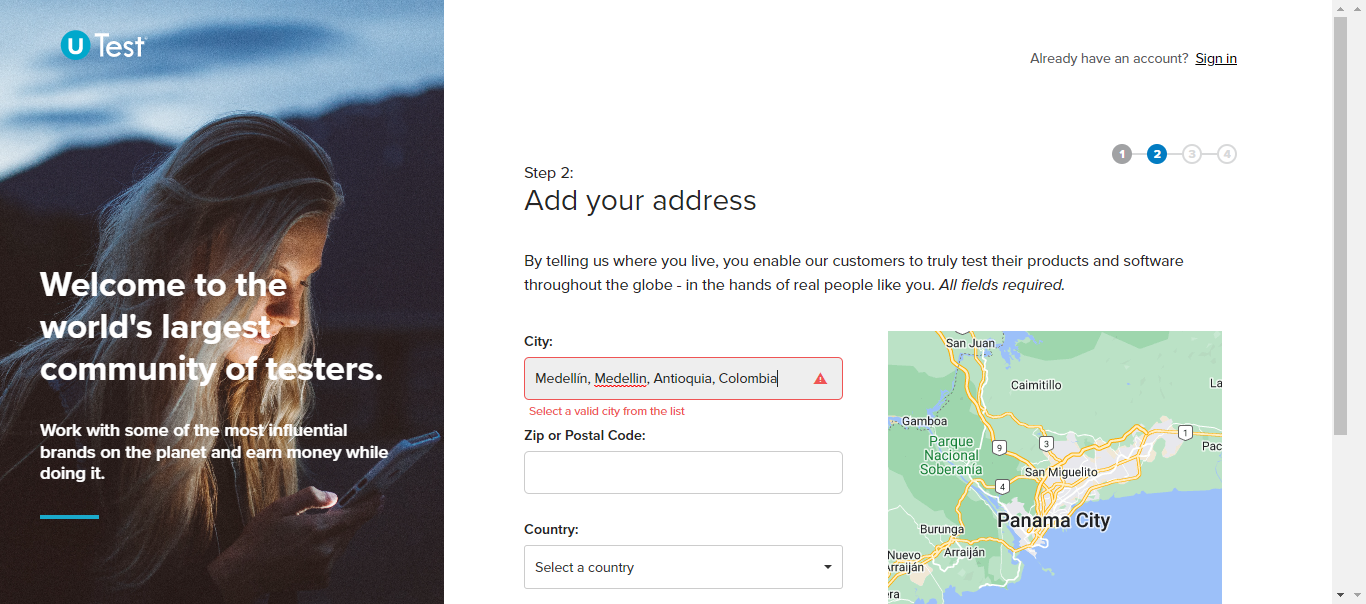 U Test
Already have an account? Sign in
1 2 3 4
Step 2:
Add your address
Welcome to the
world's largest
community of testers.
Work with some of the most influential
brands on the planet and earn money while
doing it.
By telling us where you live, you enable our customers to truly test their products and software
throughout the globe - in the hands of real people like you. All fields required.
City:
Medellín, Medellin, Antioquia, Colombia
Select a valid city from the list
Zip or Postal Code:
Country:
Select a country
San Juan
Caimitillo
La
Gamboa
1
Parque
Nacional
Soberanía
9
3
Pac
San Miguelito
4
Panama City
Burunga
Arraiján
Nuevo
Arraiján
ra